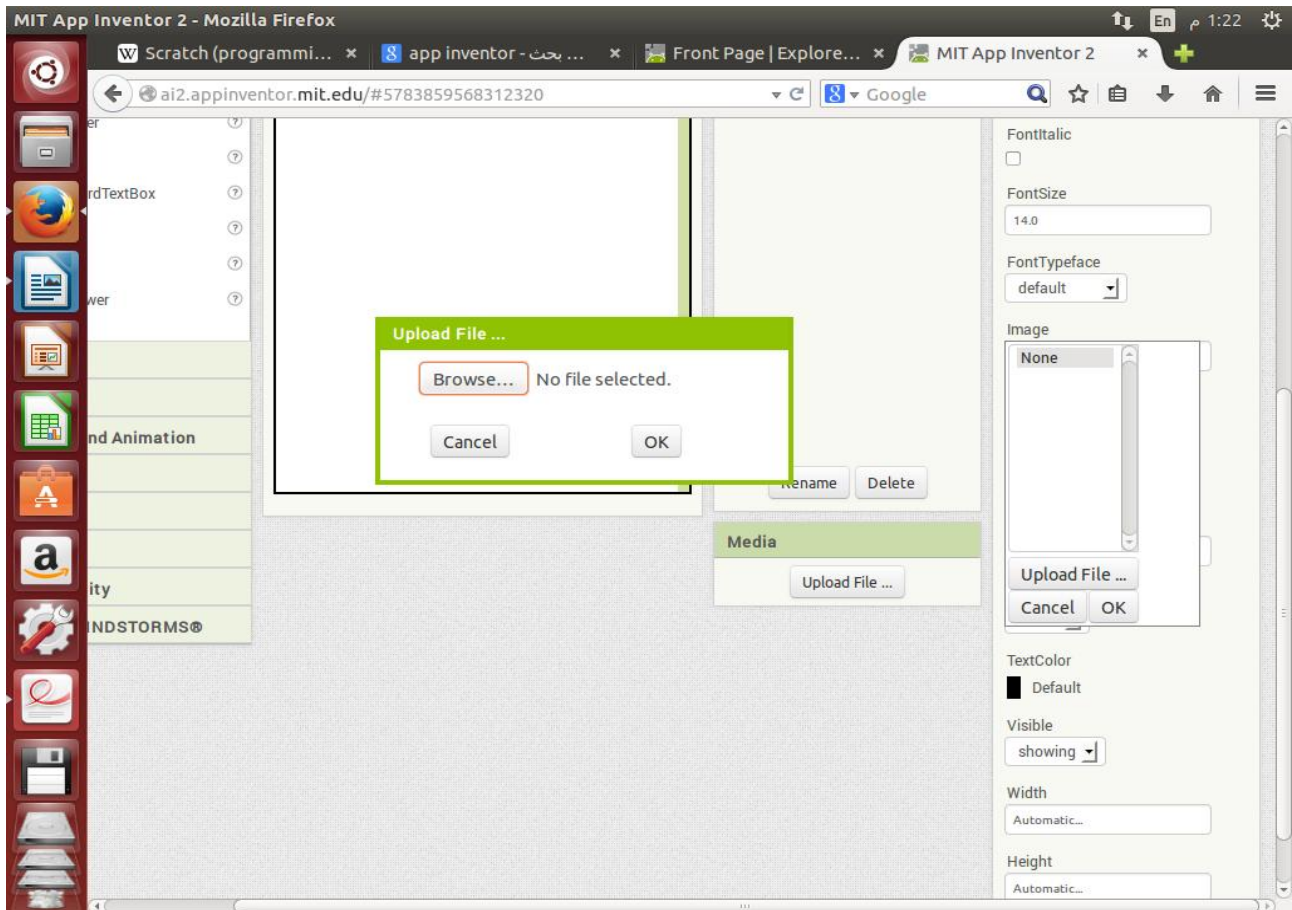 MIT App Inventor 2 - Mozilla Firefox
En م 1:22
Scratch (programmi...
app inventor - بحث ...
Front Page | Explore...
MIT App Inventor 2
ai2.appinventor.mit.edu/#5783859568312320
Google
er
rdTextBox
wer
nd Animation
ity
INDSTORMS®
Upload File ...
Browse... No file selected.
Cancel OK
Rename Delete
Media
Upload File ...
FontItalic
FontSize
14.0
FontTypeface
default
Image
None
Upload File ...
Cancel OK
TextColor
Default
Visible
showing
Width
Automatic...
Height
Automatic...